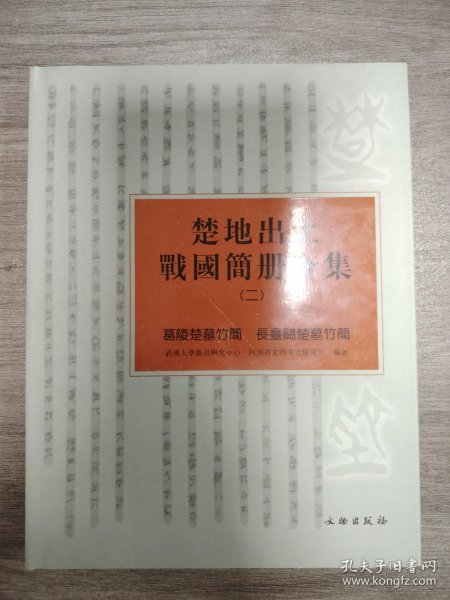 楚地出土
戰國簡册合集
(二)
葛陵楚墓竹簡 長臺關楚墓竹簡
武漢大學簡帛研究中心 河南省文物考古研究所 編著
文物出版社
孔夫子旧书网
www.kongfz.com